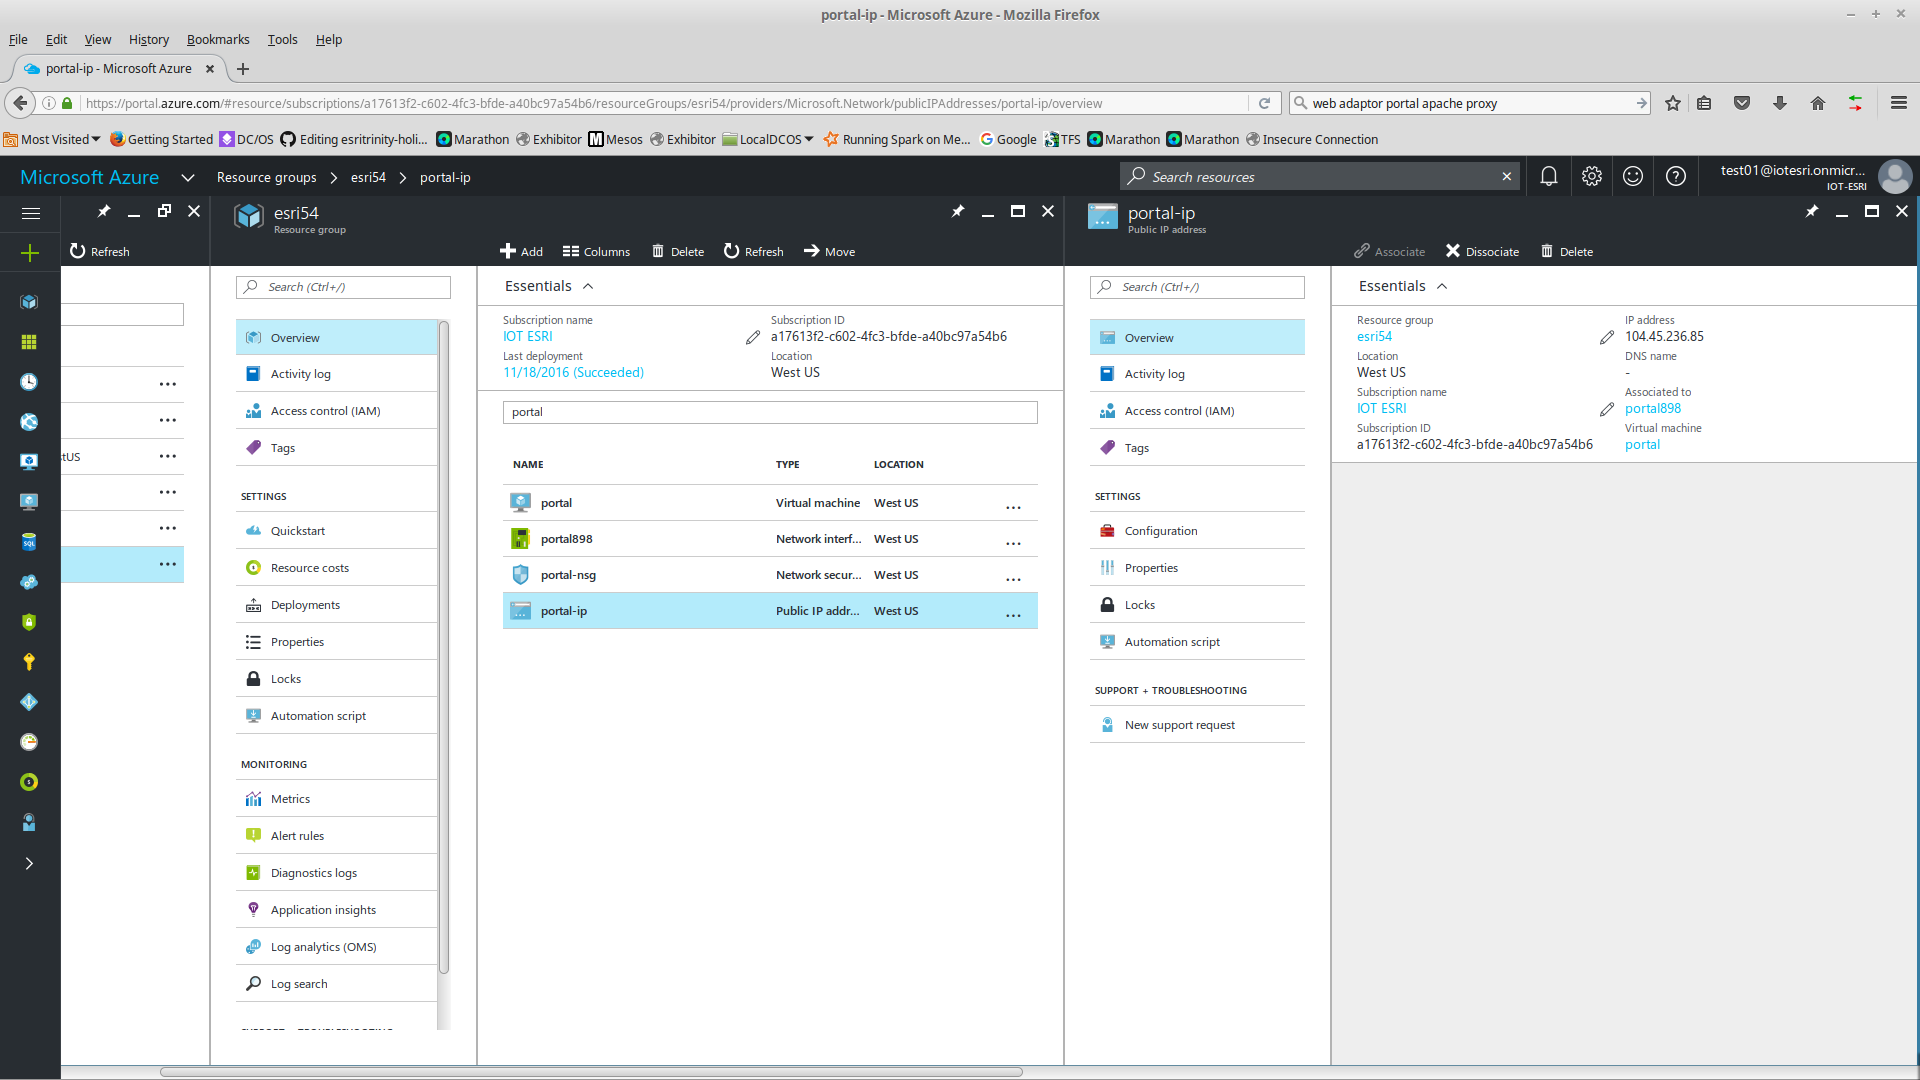 portal-ip - Microsoft Azure - Mozilla Firefox
File Edit View History Bookmarks Tools Help
portal-ip - Microsoft Azure
https://portal.azure.com/#resource/subscriptions/a17613f2-c602-4fc3-bfde-a40bc97a54b6/resourceGroups/esri54/providers/Microsoft.Network/publicIPAddresses/portal-ip/overview
web adaptor portal apache proxy
Most Visited Getting Started DC/OS Editing esritrinity-holi... Marathon Exhibitor Mesos Exhibitor LocalDCOS Running Spark on Me... Google TFS Marathon Marathon Insecure Connection
Microsoft Azure Resource groups esri54 portal-ip
Search resources
test01@iotesri.onmicr...
IOT-ESRI
Refresh
tUS
esri54
Resource group
Add Columns Delete Refresh Move
Search (Ctrl+/)
Overview
Activity log
Access control (IAM)
Tags
SETTINGS
Quickstart
Resource costs
Deployments
Properties
Locks
Automation script
MONITORING
Metrics
Alert rules
Diagnostics logs
Application insights
Log analytics (OMS)
Log search
SUPPORT + TROUBLESHOOTING
Essentials
Subscription name
IOT ESRI
Subscription ID
a17613f2-c602-4fc3-bfde-a40bc97a54b6
Last deployment
11/18/2016 (Succeeded)
Location
West US
portal
NAME TYPE LOCATION
portal Virtual machine West US ...
portal898 Network interf... West US ...
portal-nsg Network secur... West US ...
portal-ip Public IP addr... West US ...
portal-ip
Public IP address
Associate Dissociate Delete
Search (Ctrl+/)
Overview
Activity log
Access control (IAM)
Tags
SETTINGS
Configuration
Properties
Locks
Automation script
SUPPORT + TROUBLESHOOTING
New support request
Essentials
Resource group
esri54
Location
West US
Subscription name
IOT ESRI
Subscription ID
a17613f2-c602-4fc3-bfde-a40bc97a54b6
IP address
104.45.236.85
DNS name
-
Associated to
portal898
Virtual machine
portal